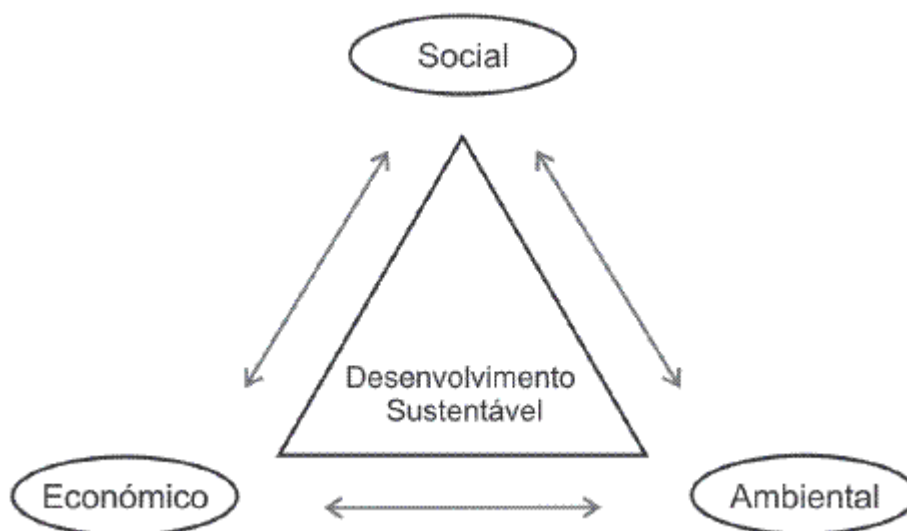 Social
Desenvolvimento
Sustentável
Económico
Ambiental